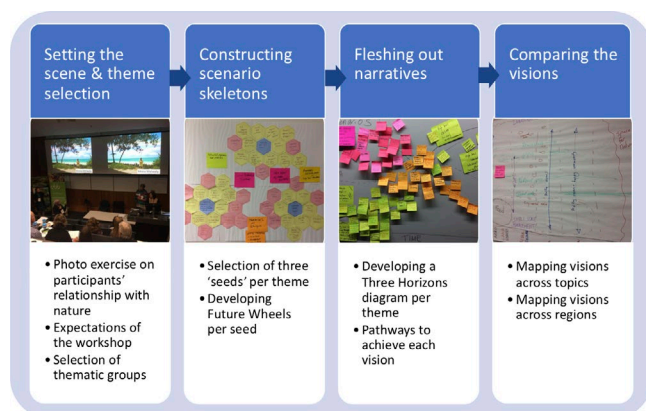 Setting the
scene & theme
selection
Constructing
scenario
skeletons
Fleshing out
narratives
Comparing the
visions
• Photo exercise on
participants’
relationship with
nature
• Expectations of
the workshop
• Selection of
thematic groups
• Selection of three
‘seeds’ per theme
• Developing
Future Wheels
per seed
• Developing a
Three Horizons
diagram per
theme
• Pathways to
achieve each
vision
• Mapping visions
across topics
• Mapping visions
across regions